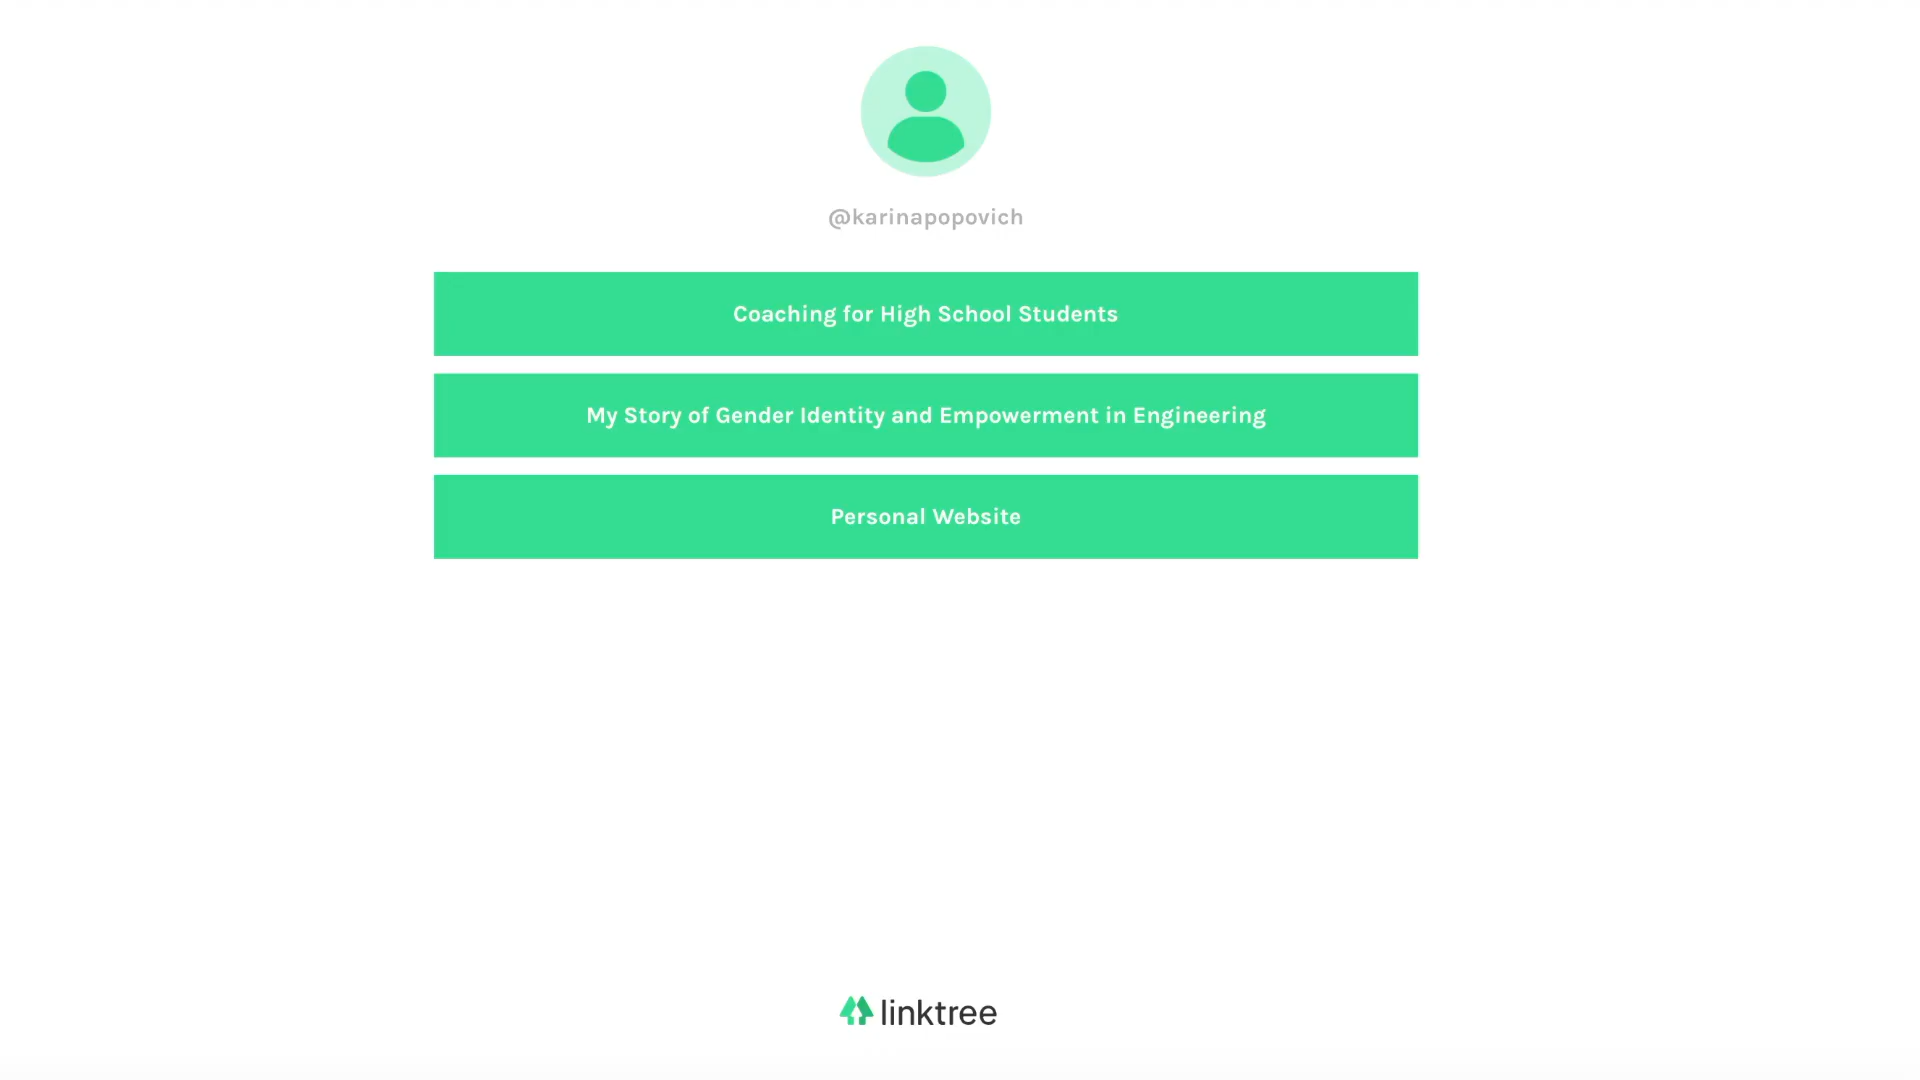 @karinapopovich
Coaching for High School Students
My Story of Gender Identity and Empowerment in Engineering
Personal Website
linktree